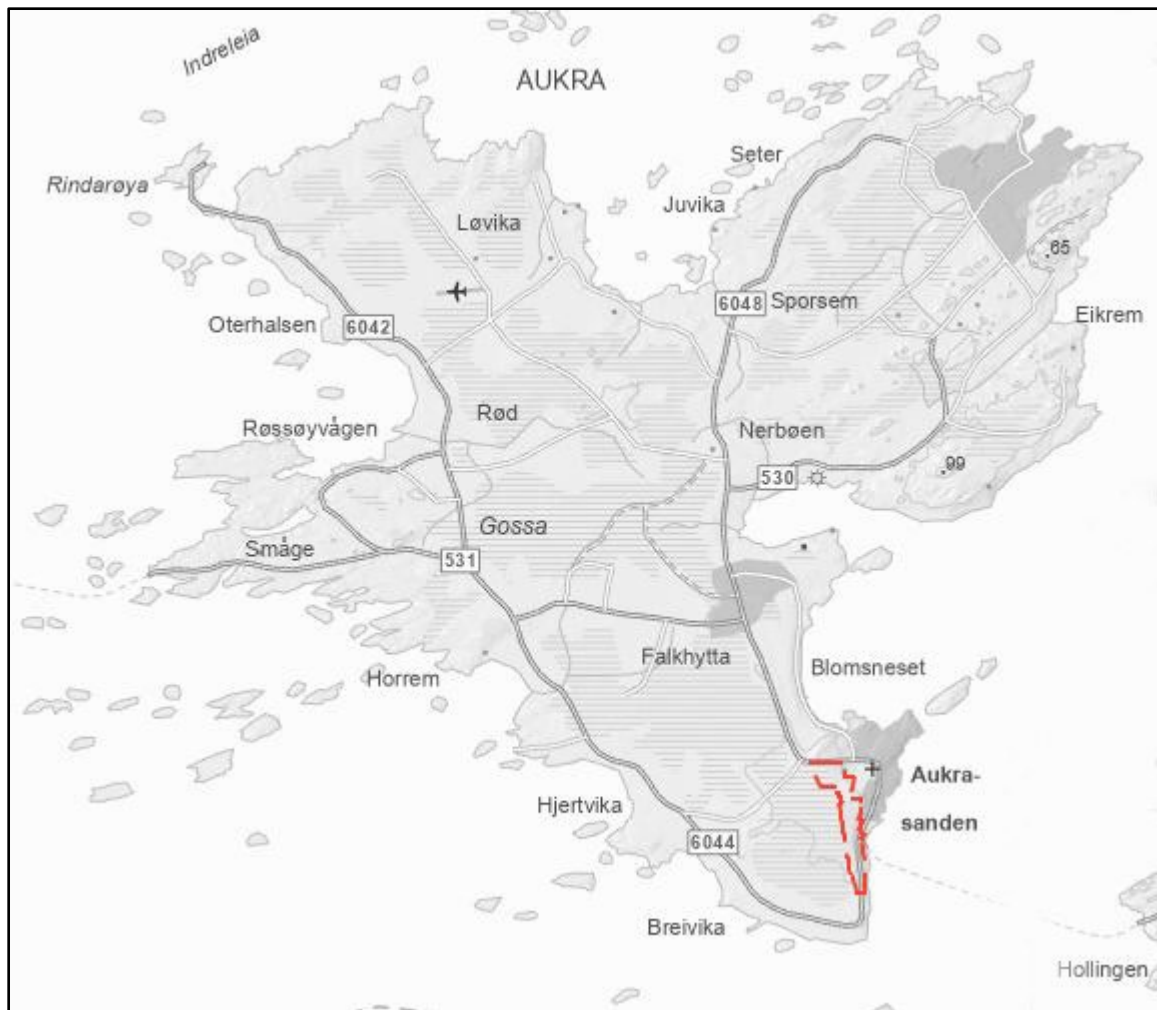 Indreleia
AUKRA
Seter
Rindarøya
Juvika
Løvika
65
6048
Sporsem
Oterhalsen
6042
Eikrem
Rød
Røssøyvågen
Nerbøen
99
530
Gossa
Småge
531
Falkhytta
Blomsneset
Horrem
Aukra-
sanden
Hjertvika
6044
Breivika
Hollingen